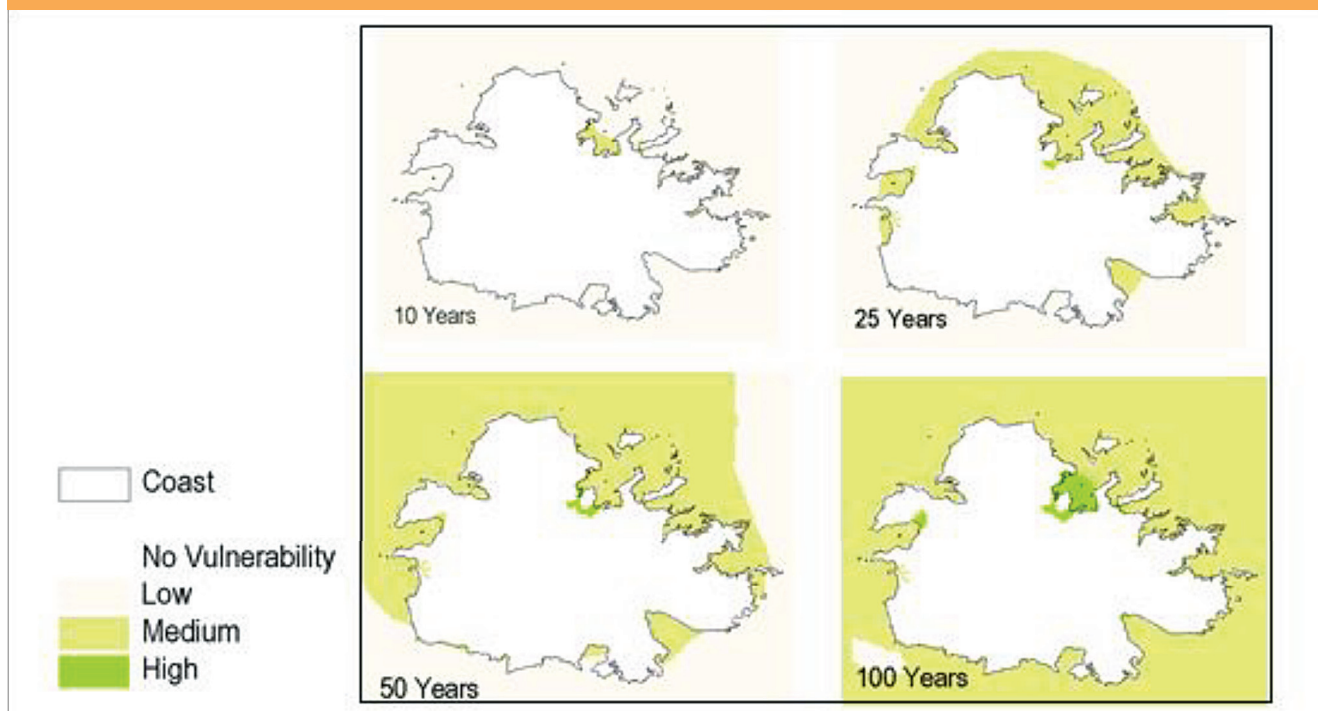 10 Years
25 Years
50 Years
100 Years
Coast
No Vulnerability
Low
Medium
High